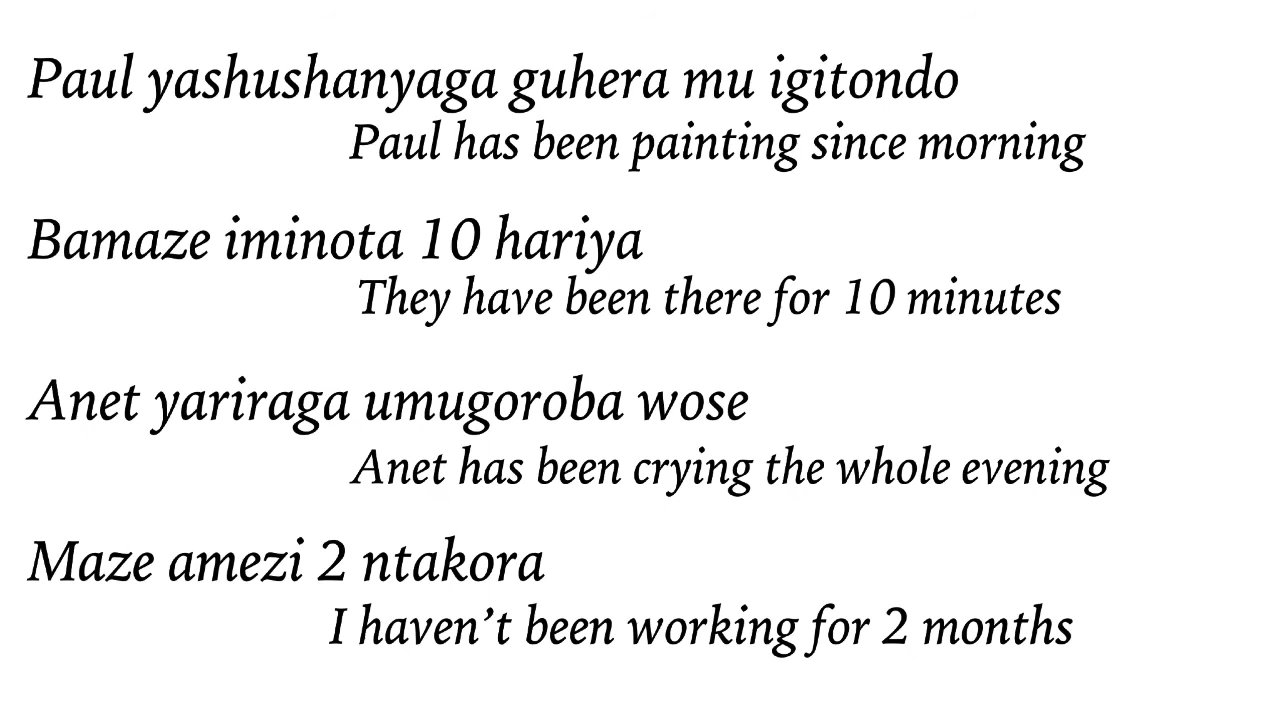 Paul yashushanyaga guhera mu igitondo
Paul has been painting since morning
Bamaze iminota 10 hariya
They have been there for 10 minutes
Anet yariraga umugoroba wose
Anet has been crying the whole evening
Maze amezi 2 ntakora
I haven’t been working for 2 months